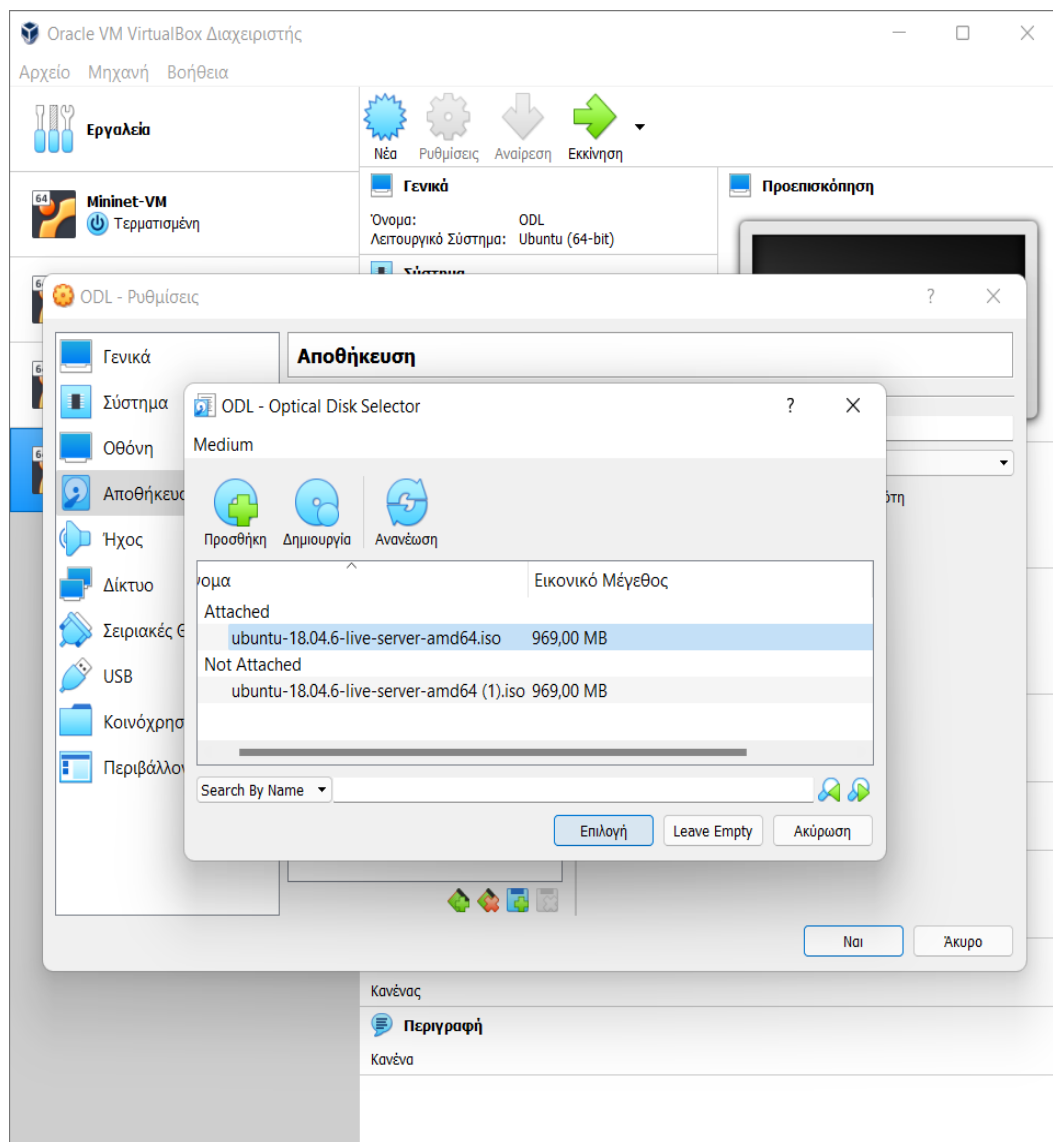 Oracle VM VirtualBox Διαχειριστής
Αρχείο Μηχανή Βοήθεια
Εργαλεία
Νέα Ρυθμίσεις Αναίρεση Εκκίνηση
Mininet-VM
Τερματισμένη
Γενικά
Όνομα: ODL
Λειτουργικό Σύστημα: Ubuntu (64-bit)
Προεπισκόπηση
ODL - Ρυθμίσεις
Γενικά
Σύστημα
Οθόνη
Αποθήκευσ
Ήχος
Δίκτυο
Σειριακές Θ
USB
Κοινόχρησ
Περιβάλλον
Αποθήκευση
ODL - Optical Disk Selector
Medium
Προσθήκη Δημιουργία Ανανέωση
νομα Εικονικό Μέγεθος
Attached
ubuntu-18.04.6-live-server-amd64.iso 969,00 MB
Not Attached
ubuntu-18.04.6-live-server-amd64 (1).iso 969,00 MB
Search By Name
Επιλογή Leave Empty Ακύρωση
Ναι Άκυρο
Κανένας
Περιγραφή
Κανένα